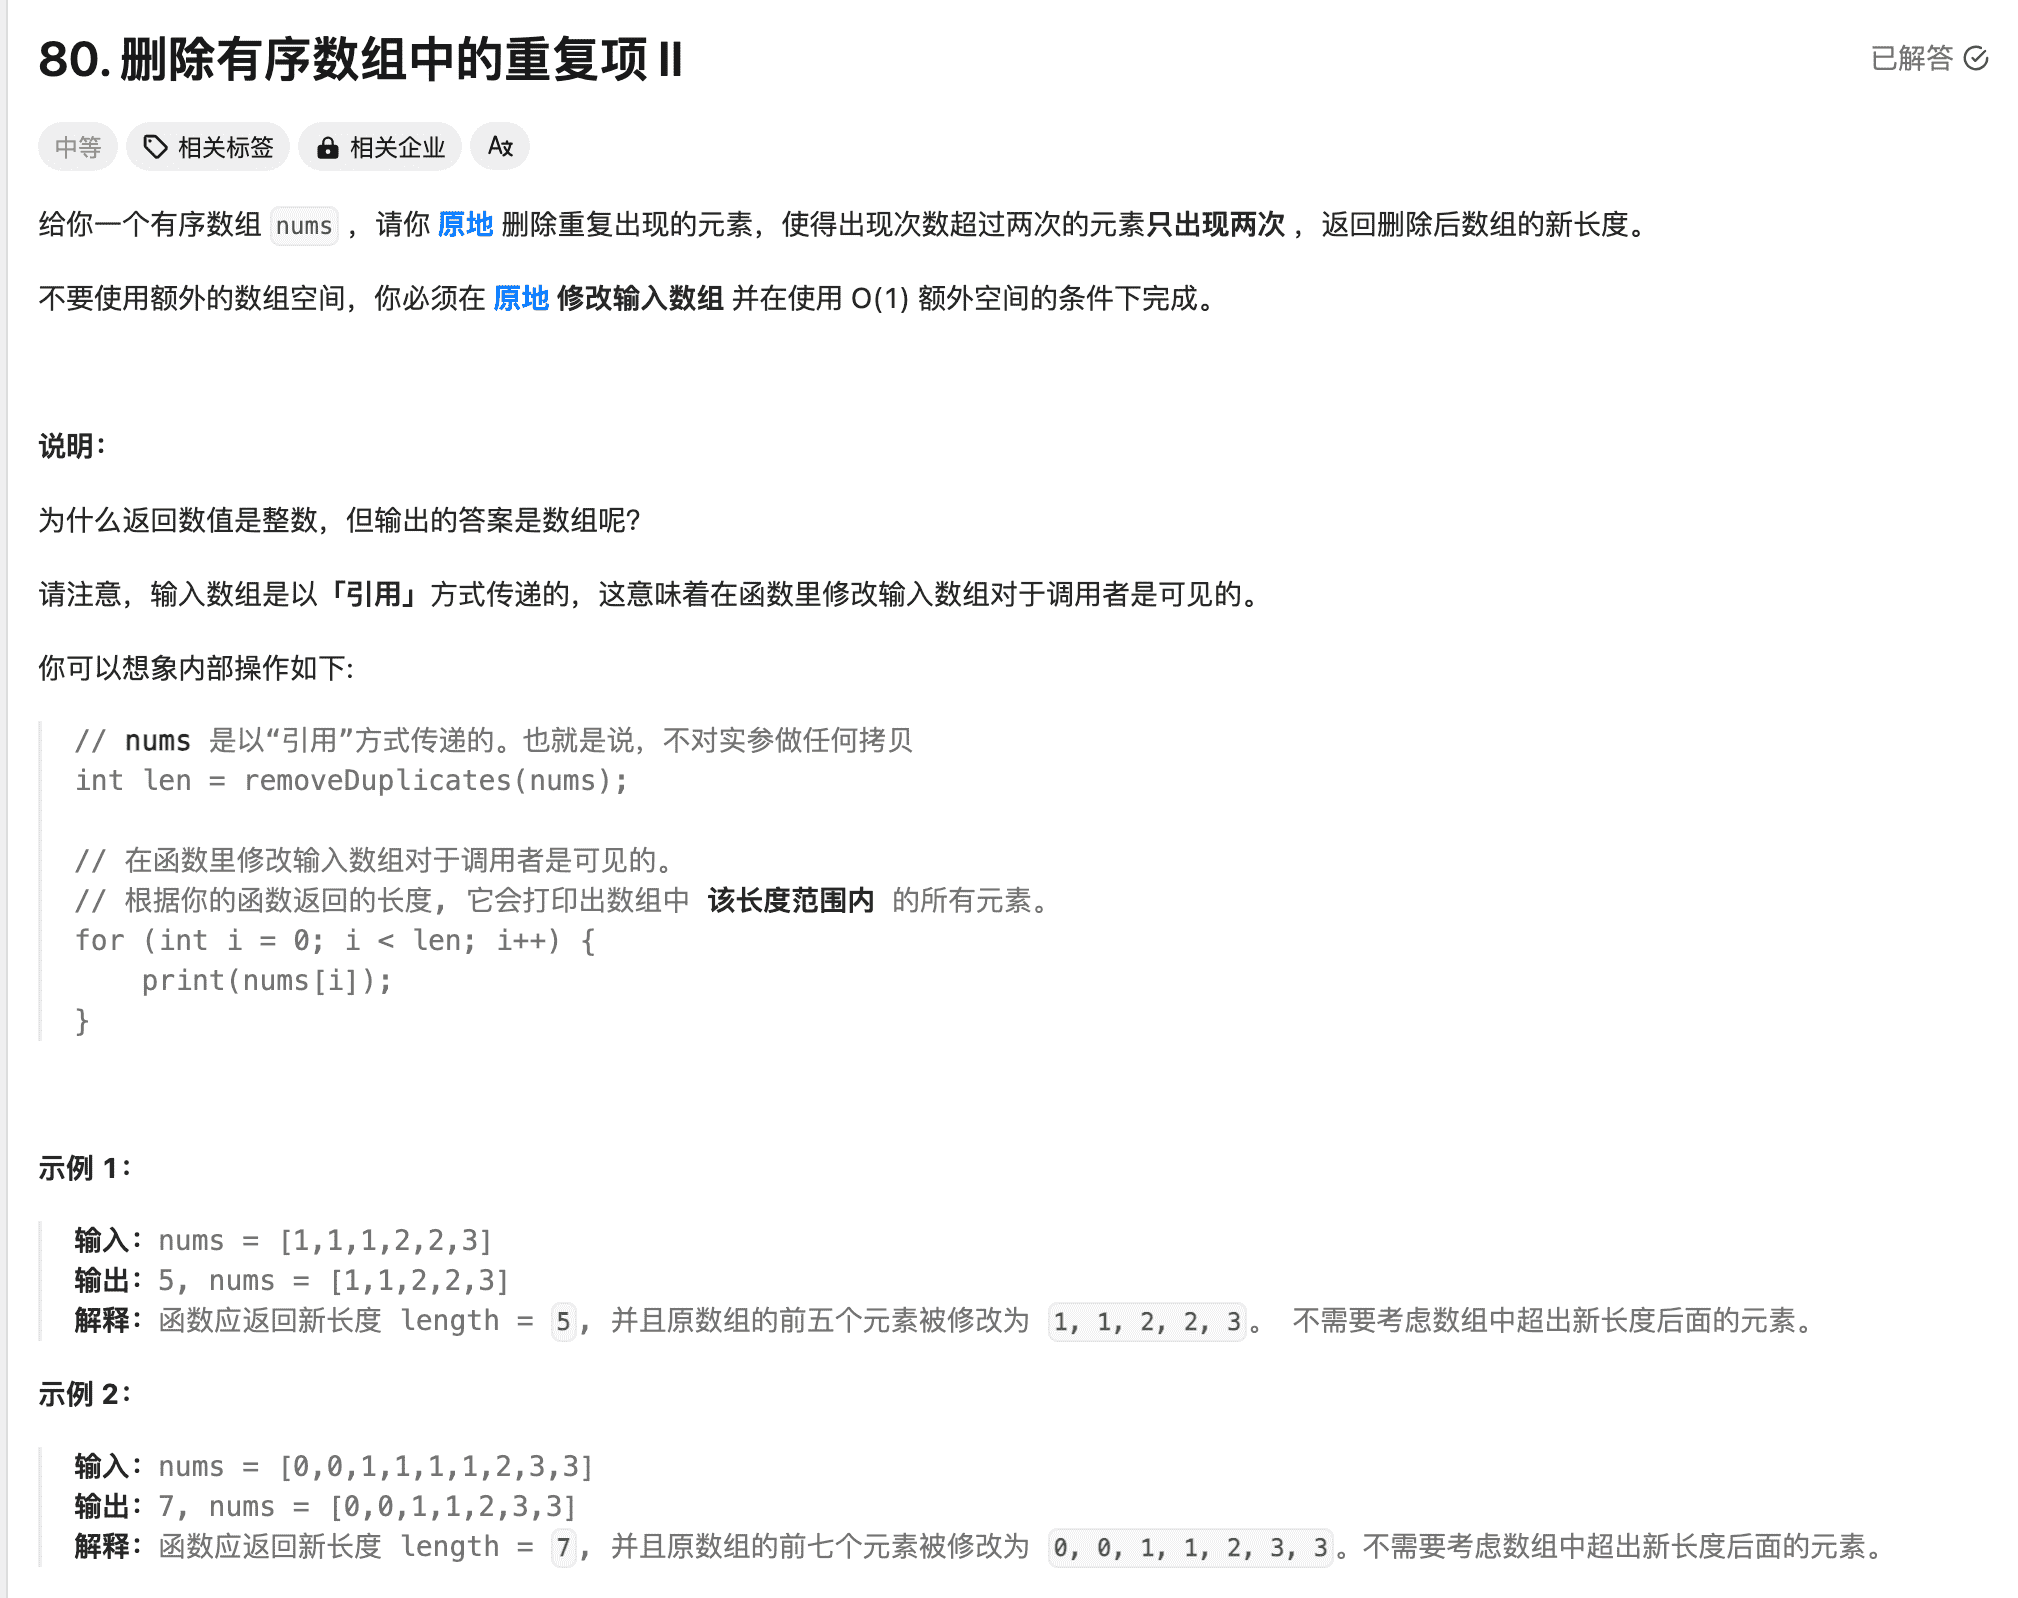 80. 删除有序数组中的重复项 II
已解答
中等 相关标签 相关企业 A文
给你一个有序数组 nums ，请你 原地 删除重复出现的元素，使得出现次数超过两次的元素只出现两次 ，返回删除后数组的新长度。
不要使用额外的数组空间，你必须在 原地 修改输入数组 并在使用 O(1) 额外空间的条件下完成。
说明：
为什么返回数值是整数，但输出的答案是数组呢？
请注意，输入数组是以「引用」方式传递的，这意味着在函数里修改输入数组对于调用者是可见的。
你可以想象内部操作如下:
// nums 是以“引用”方式传递的。也就是说，不对实参做任何拷贝
int len = removeDuplicates(nums);
// 在函数里修改输入数组对于调用者是可见的。
// 根据你的函数返回的长度, 它会打印出数组中 该长度范围内 的所有元素。
for (int i = 0; i < len; i++) {
    print(nums[i]);
}
示例 1：
输入：nums = [1,1,1,2,2,3]
输出：5, nums = [1,1,2,2,3]
解释：函数应返回新长度 length = 5, 并且原数组的前五个元素被修改为 1, 1, 2, 2, 3。 不需要考虑数组中超出新长度后面的元素。
示例 2：
输入：nums = [0,0,1,1,1,1,2,3,3]
输出：7, nums = [0,0,1,1,2,3,3]
解释：函数应返回新长度 length = 7, 并且原数组的前七个元素被修改为 0, 0, 1, 1, 2, 3, 3。不需要考虑数组中超出新长度后面的元素。